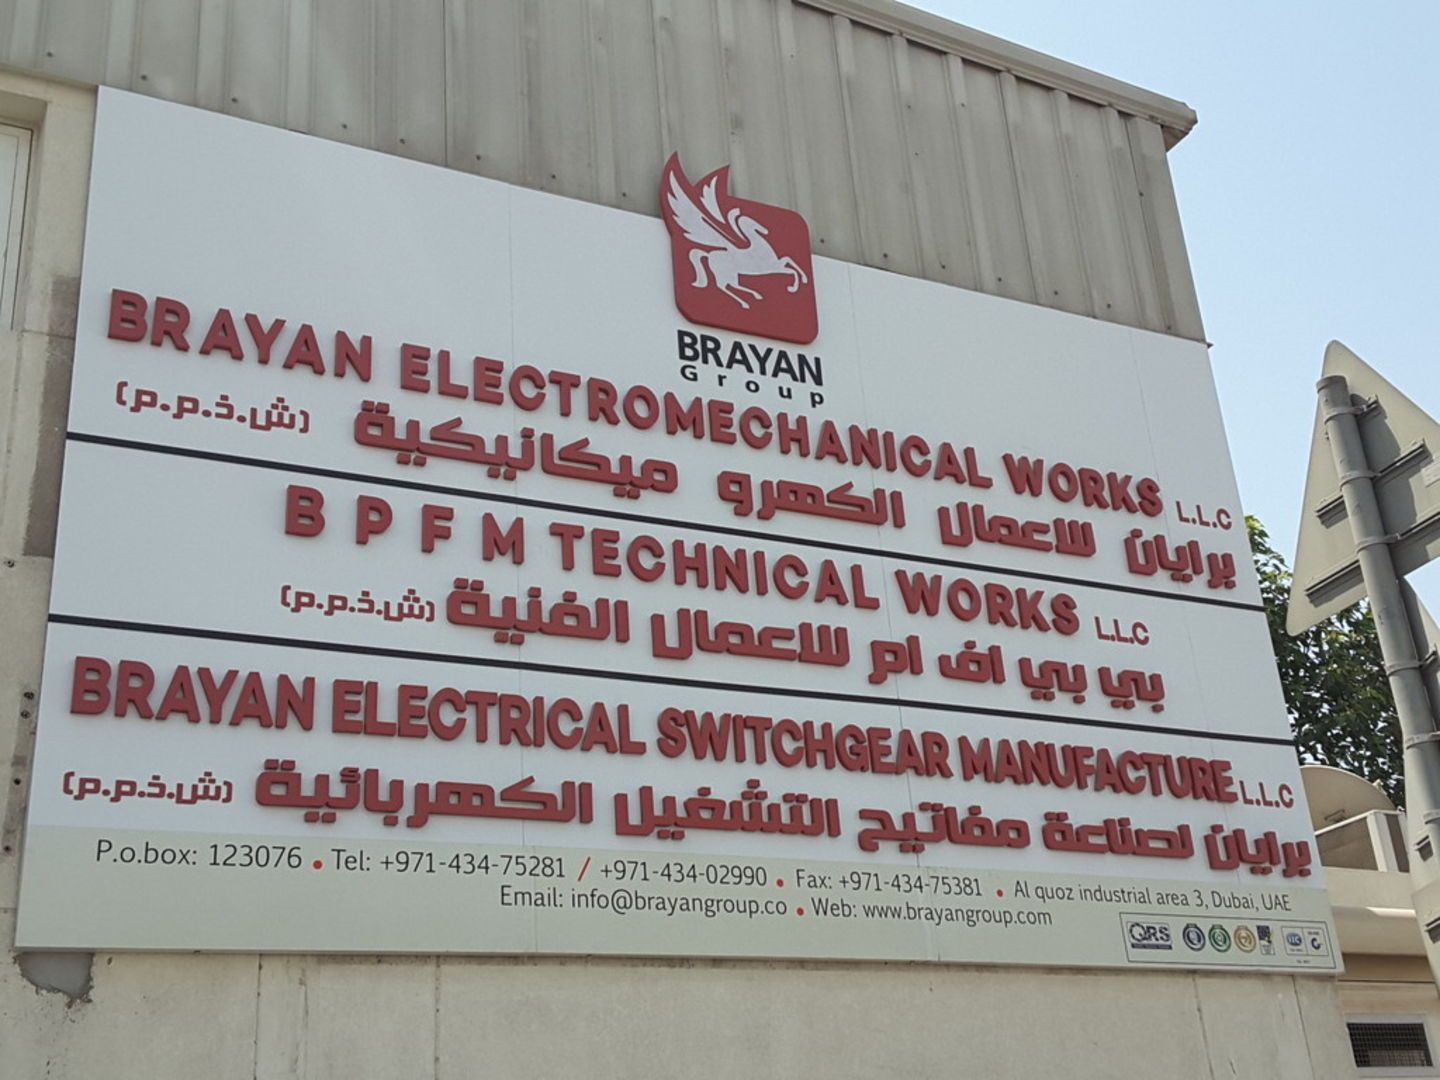 BRAYAN
Group
BRAYAN ELECTROMECHANICAL WORKS L.L.C
برايان للاعمال الكهرو ميكانيكية (ش.ذ.م.م)
B P F M TECHNICAL WORKS L.L.C
بي بي اف ام للاعمال الفنية (ش.ذ.م.م)
BRAYAN ELECTRICAL SWITCHGEAR MANUFACTURE L.L.C
برايان لصناعة مفاتيح التشغيل الكهربائية (ش.ذ.م.م)
P.o.box: 123076 • Tel: +971-434-75281 / +971-434-02990 • Fax: +971-434-75381 • Al quoz industrial area 3, Dubai, UAE
Email: info@brayangroup.co • Web: www.brayangroup.com
QRS